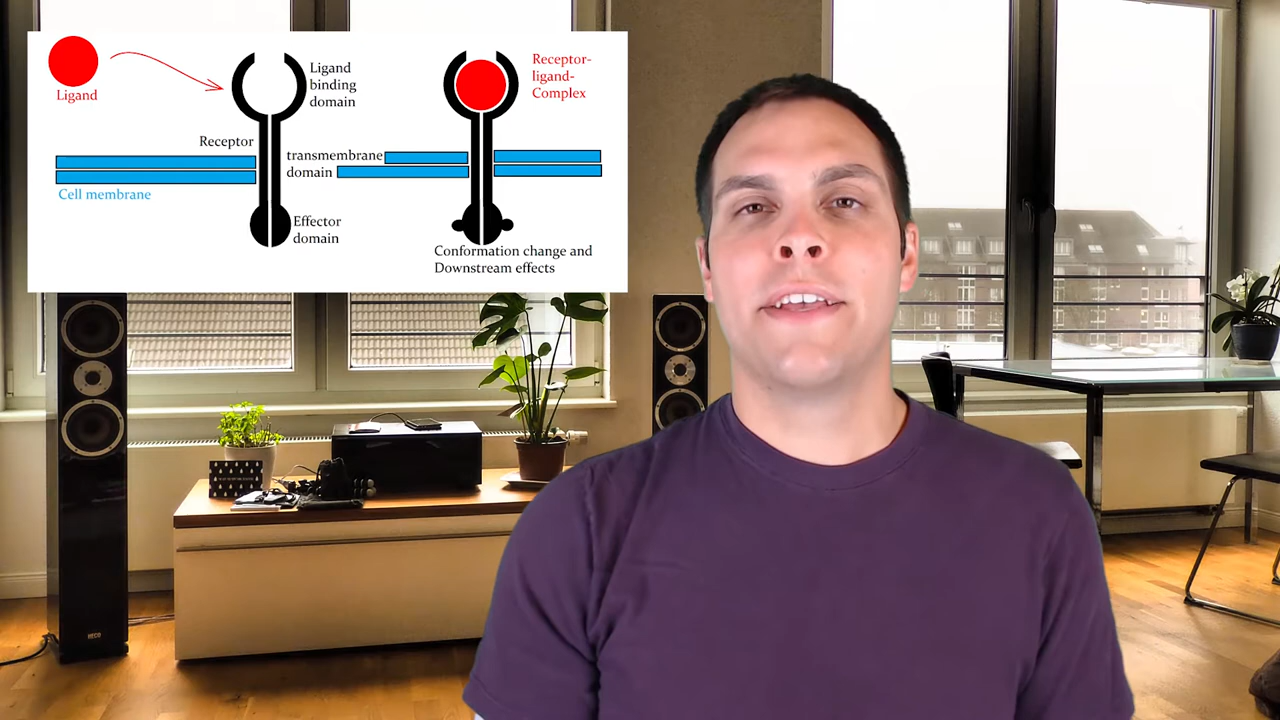 Ligand
Ligand
binding
domain
Receptor
Cell membrane
transmembrane
domain
Effector
domain
Receptor-
ligand-
Complex
Conformation change and
Downstream effects
HECO